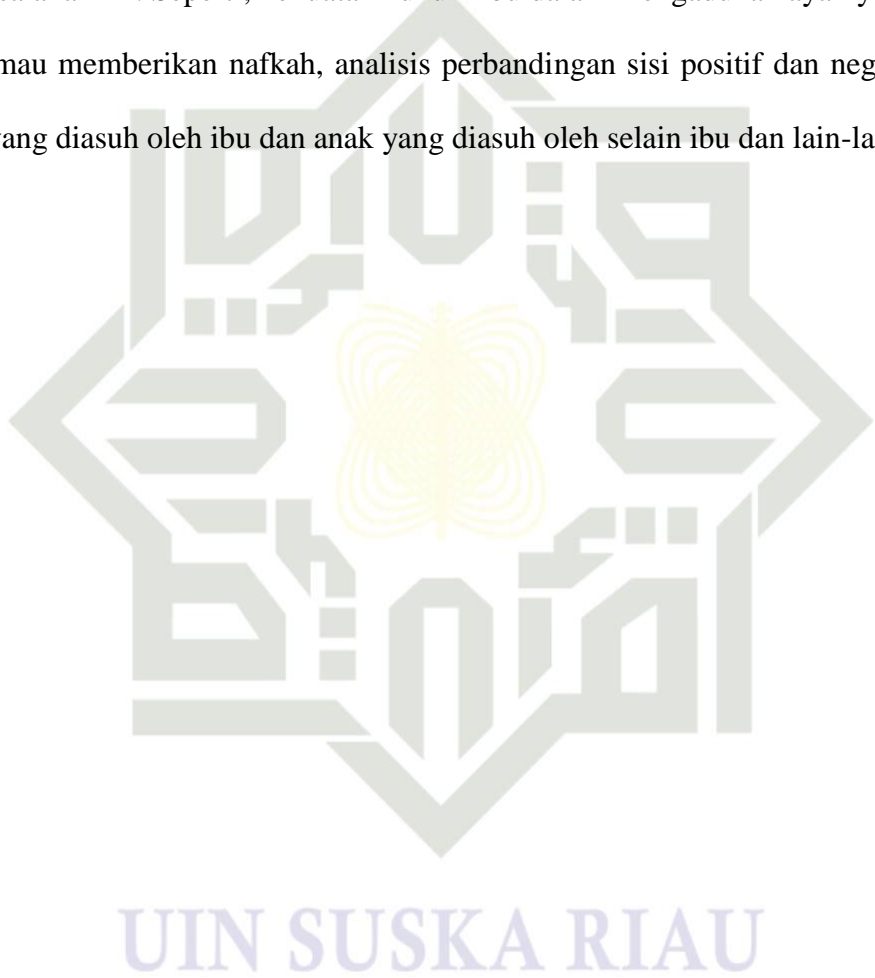 mau memberikan nafkah, analisis perbandingan sisi positif dan neg
yang diasuh oleh ibu dan anak yang diasuh oleh selain ibu dan lain-la
UIN SUSKA RIAU